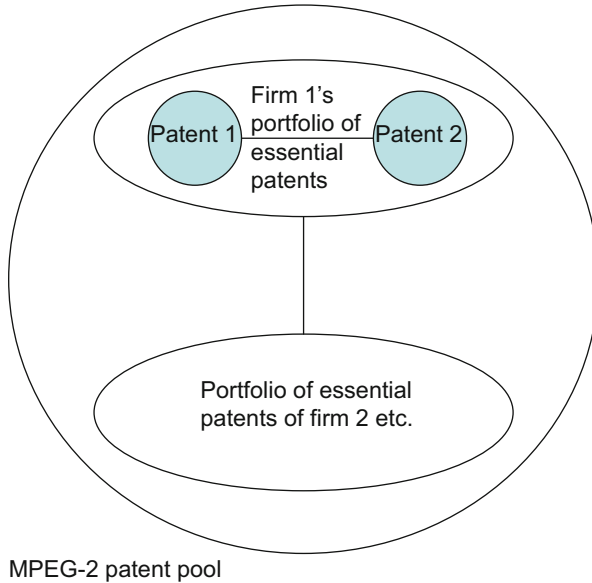 Firm 1's
portfolio of
essential
patents
Patent 1
Patent 2
Portfolio of essential
patents of firm 2 etc.
MPEG-2 patent pool